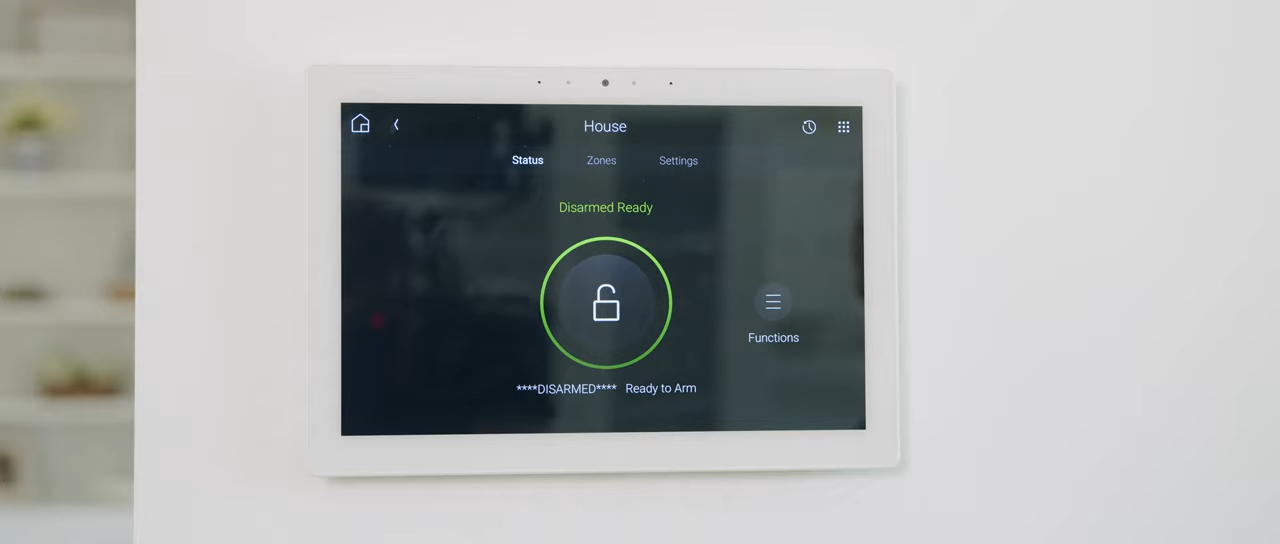 House
Status Zones Settings
Disarmed Ready
Functions
****DISARMED**** Ready to Arm